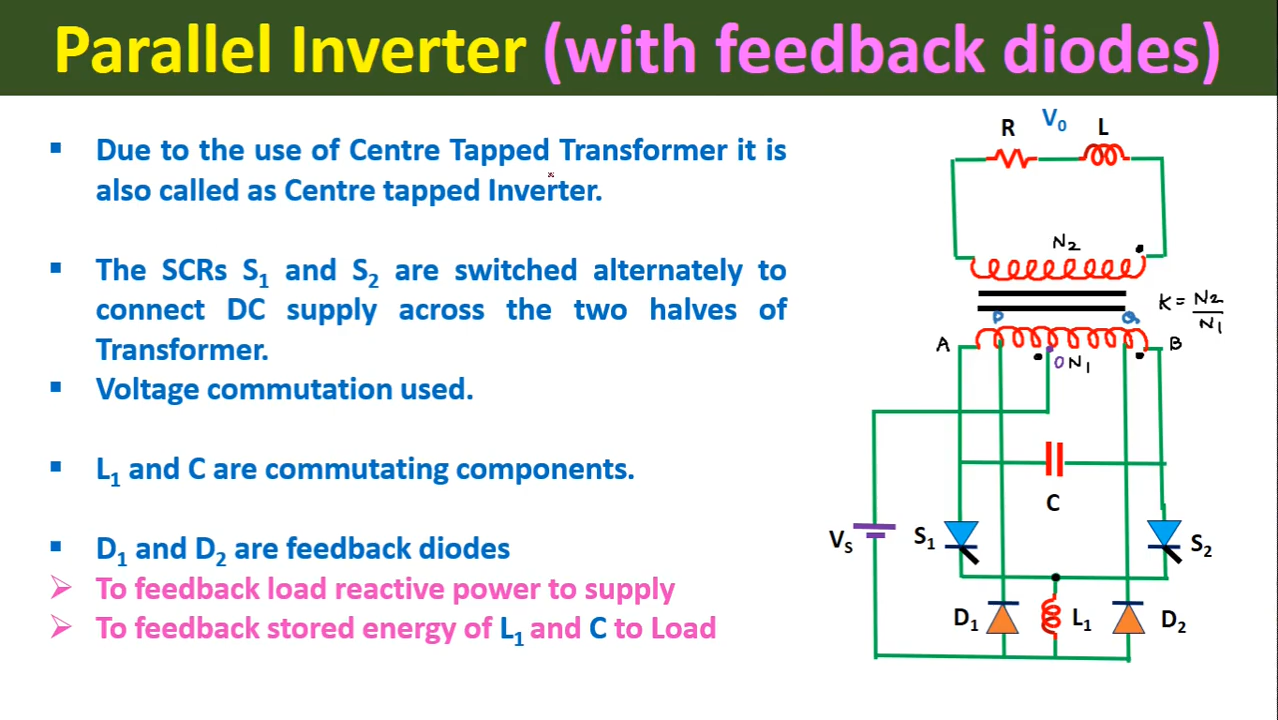 Parallel Inverter (with feedback diodes)
▪ Due to the use of Centre Tapped Transformer it is
also called as Centre tapped Inverter.
▪ The SCRs S₁ and S₂ are switched alternately to
connect DC supply across the two halves of
Transformer.
▪ Voltage commutation used.
▪ L₁ and C are commutating components.
▪ D₁ and D₂ are feedback diodes
➢ To feedback load reactive power to supply
➢ To feedback stored energy of L₁ and C to Load
R V₀ L
N₂
K = N₂/N₁
P Q
A B
O N₁
C
Vₛ S₁ S₂
D₁ L₁ D₂